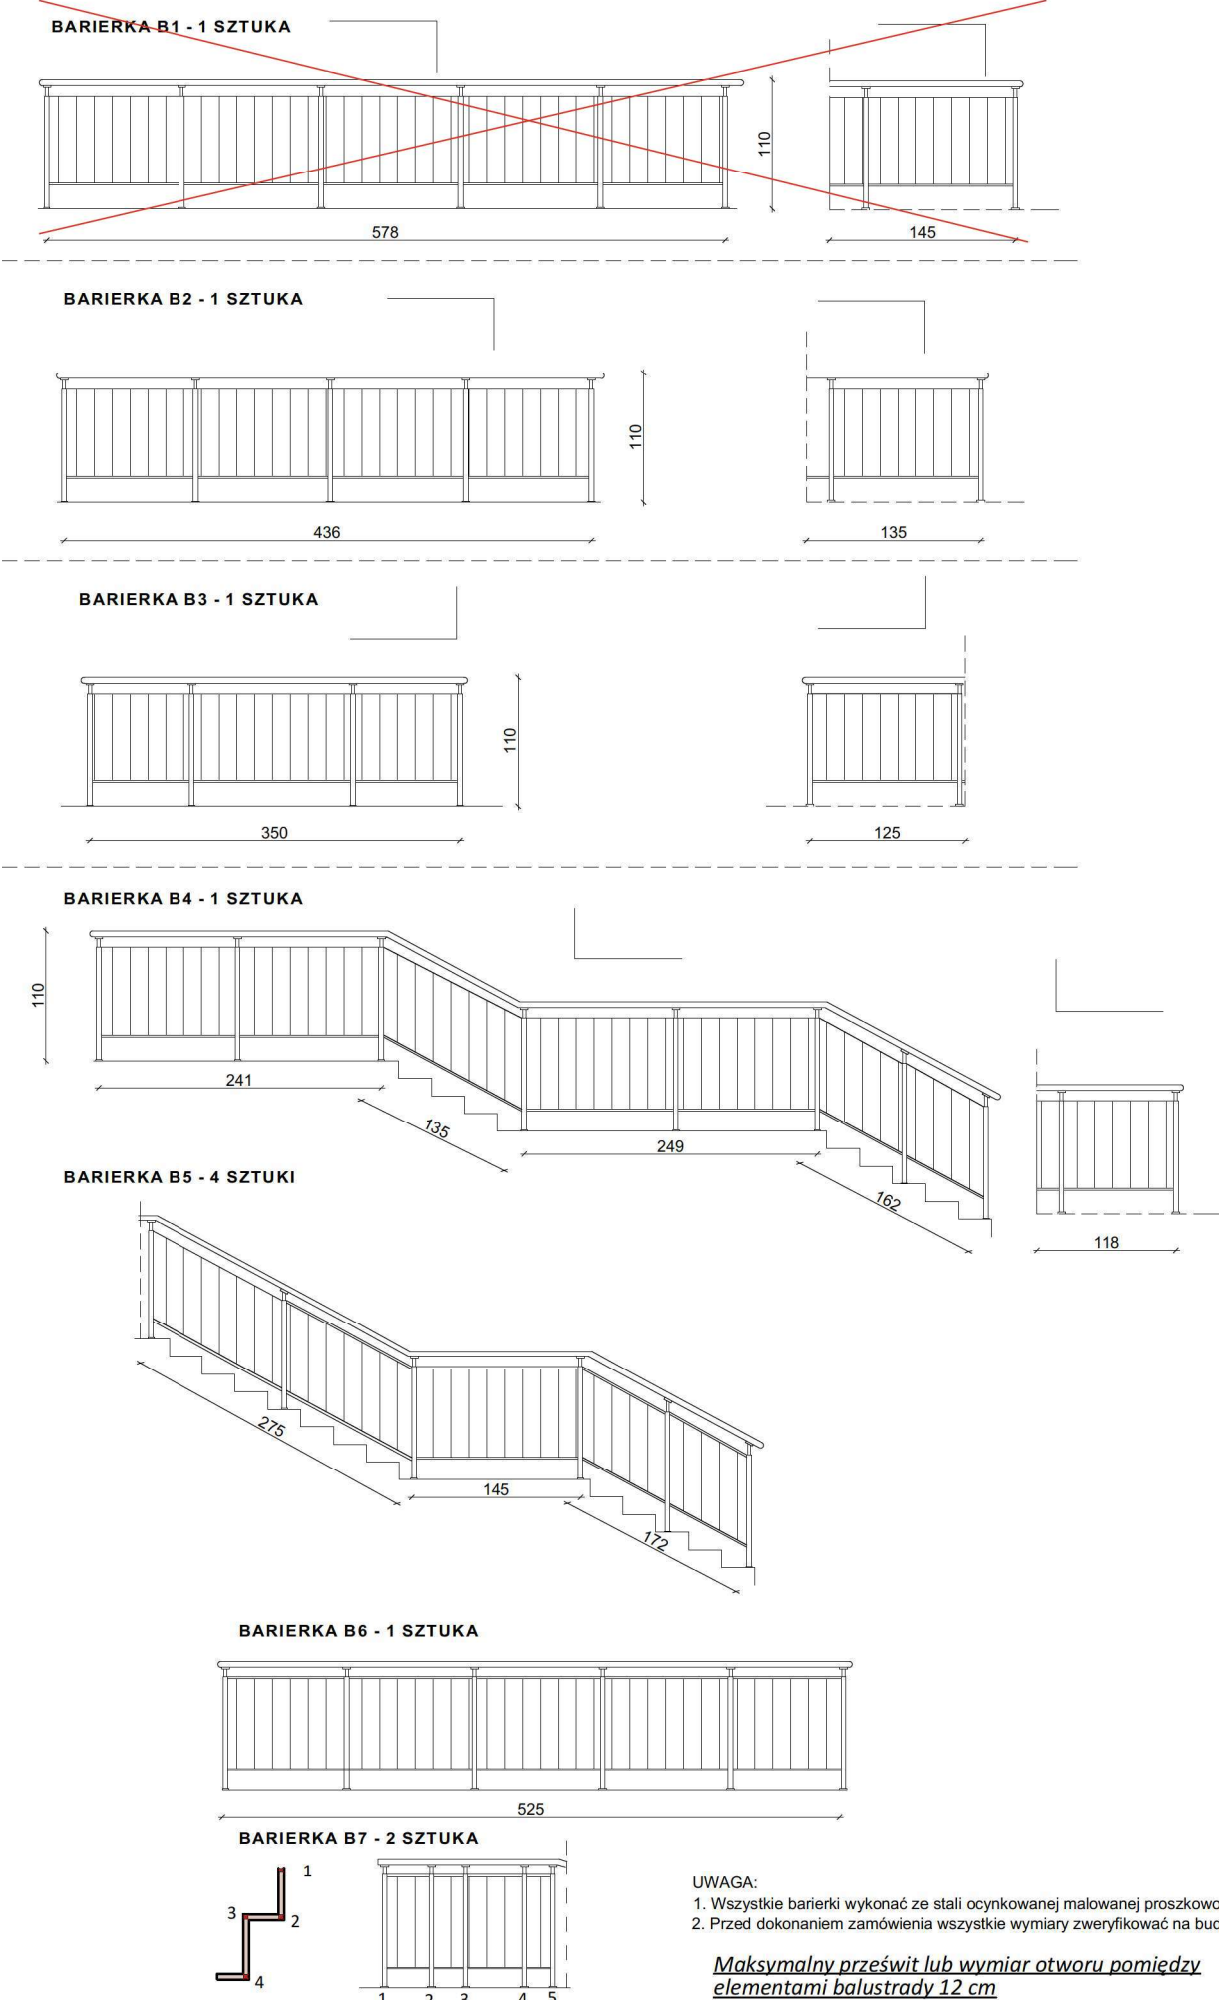 BARIERKA B1 - 1 SZTUKA
110
578
145
BARIERKA B2 - 1 SZTUKA
110
436
135
BARIERKA B3 - 1 SZTUKA
110
350
125
BARIERKA B4 - 1 SZTUKA
110
241
135
249
162
118
BARIERKA B5 - 4 SZTUKI
275
145
172
BARIERKA B6 - 1 SZTUKA
525
BARIERKA B7 - 2 SZTUKA
1
3
2
4
1 2 3 4 5
UWAGA:
1. Wszystkie barierki wykonać ze stali ocynkowanej malowanej proszkowo
2. Przed dokonaniem zamówienia wszystkie wymiary zweryfikować na bud
Maksymalny prześwit lub wymiar otworu pomiędzy
elementami balustrady 12 cm